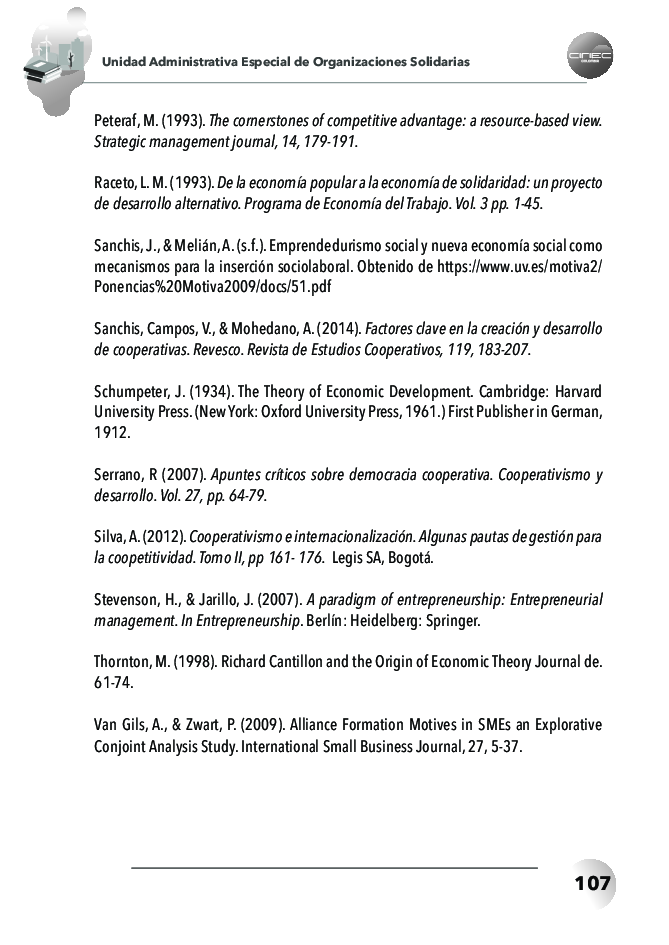 Unidad Administrativa Especial de Organizaciones Solidarias
Peteraf, M. (1993). The cornerstones of competitive advantage: a resource-based view.
Strategic management journal, 14, 179-191.
Raceto, L. M. (1993). De la economía popular a la economía de solidaridad: un proyecto
de desarrollo alternativo. Programa de Economía del Trabajo. Vol. 3 pp. 1-45.
Sanchis, J., & Melián, A. (s.f.). Emprendedurismo social y nueva economía social como
mecanismos para la inserción sociolaboral. Obtenido de https://www.uv.es/motiva2/
Ponencias%20Motiva2009/docs/51.pdf
Sanchis, Campos, V., & Mohedano, A. (2014). Factores clave en la creación y desarrollo
de cooperativas. Revesco. Revista de Estudios Cooperativos, 119, 183-207.
Schumpeter, J. (1934). The Theory of Economic Development. Cambridge: Harvard
University Press. (New York: Oxford University Press, 1961.) First Publisher in German,
1912.
Serrano, R (2007). Apuntes críticos sobre democracia cooperativa. Cooperativismo y
desarrollo. Vol. 27, pp. 64-79.
Silva, A. (2012). Cooperativismo e internacionalización. Algunas pautas de gestión para
la coopetitividad. Tomo II, pp 161- 176. Legis SA, Bogotá.
Stevenson, H., & Jarillo, J. (2007). A paradigm of entrepreneurship: Entrepreneurial
management. In Entrepreneurship. Berlín: Heidelberg: Springer.
Thornton, M. (1998). Richard Cantillon and the Origin of Economic Theory Journal de.
61-74.
Van Gils, A., & Zwart, P. (2009). Alliance Formation Motives in SMEs an Explorative
Conjoint Analysis Study. International Small Business Journal, 27, 5-37.
107